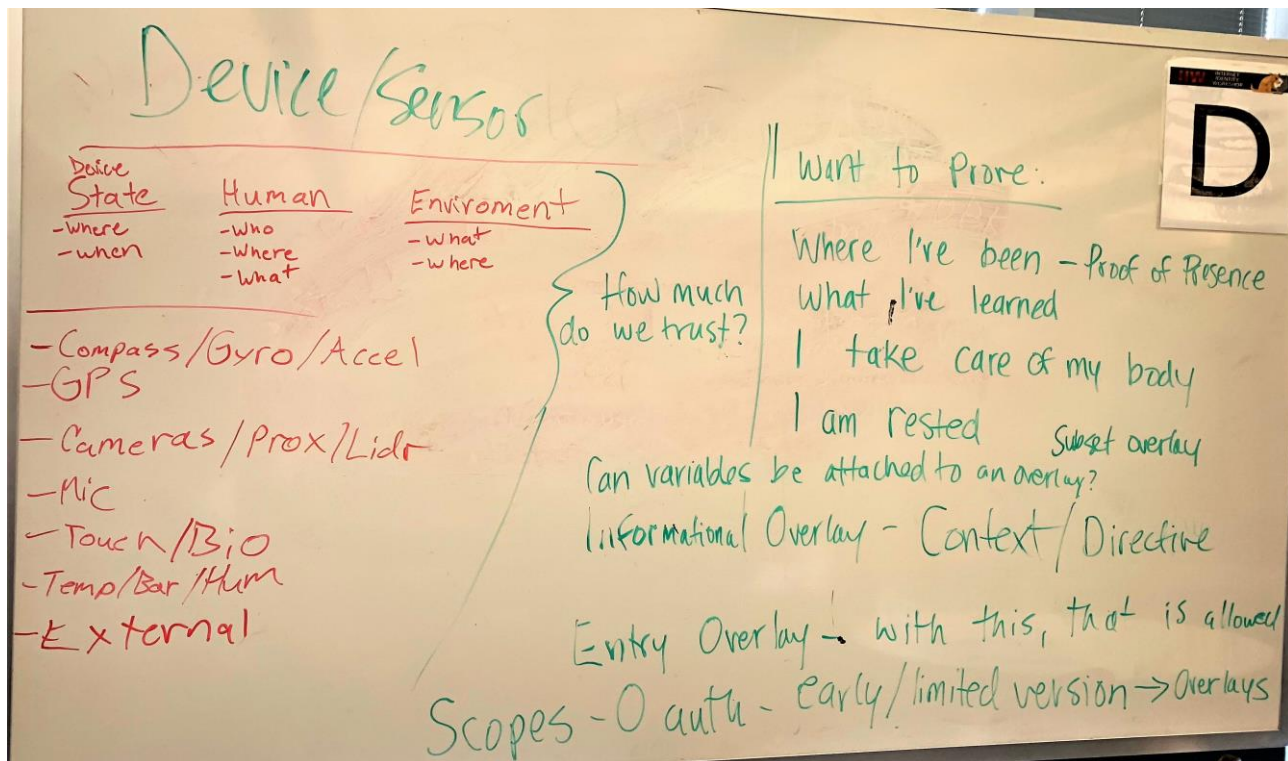 Device/Sensor
Device
State
-where
-when
Human
-who
-where
-what
Enviroment
-what
-where
-Compass/Gyro/Accel
-GPS
-Cameras/Prox/Lidr
-Mic
-Touch/Bio
-Temp/Bar/Hum
-External
How much
do we trust?
I want to Prove:
Where I've been - Proof of Presence
What I've learned
I take care of my body
I am rested
Subset overlay
Can variables be attached to an overlay?
Informational Overlay - Context/Directive
Entry Overlay - with this, that is allowed
Scopes - O auth - early/limited version → Overlays
INTERNET
IDENTITY
WORKSHOP
D